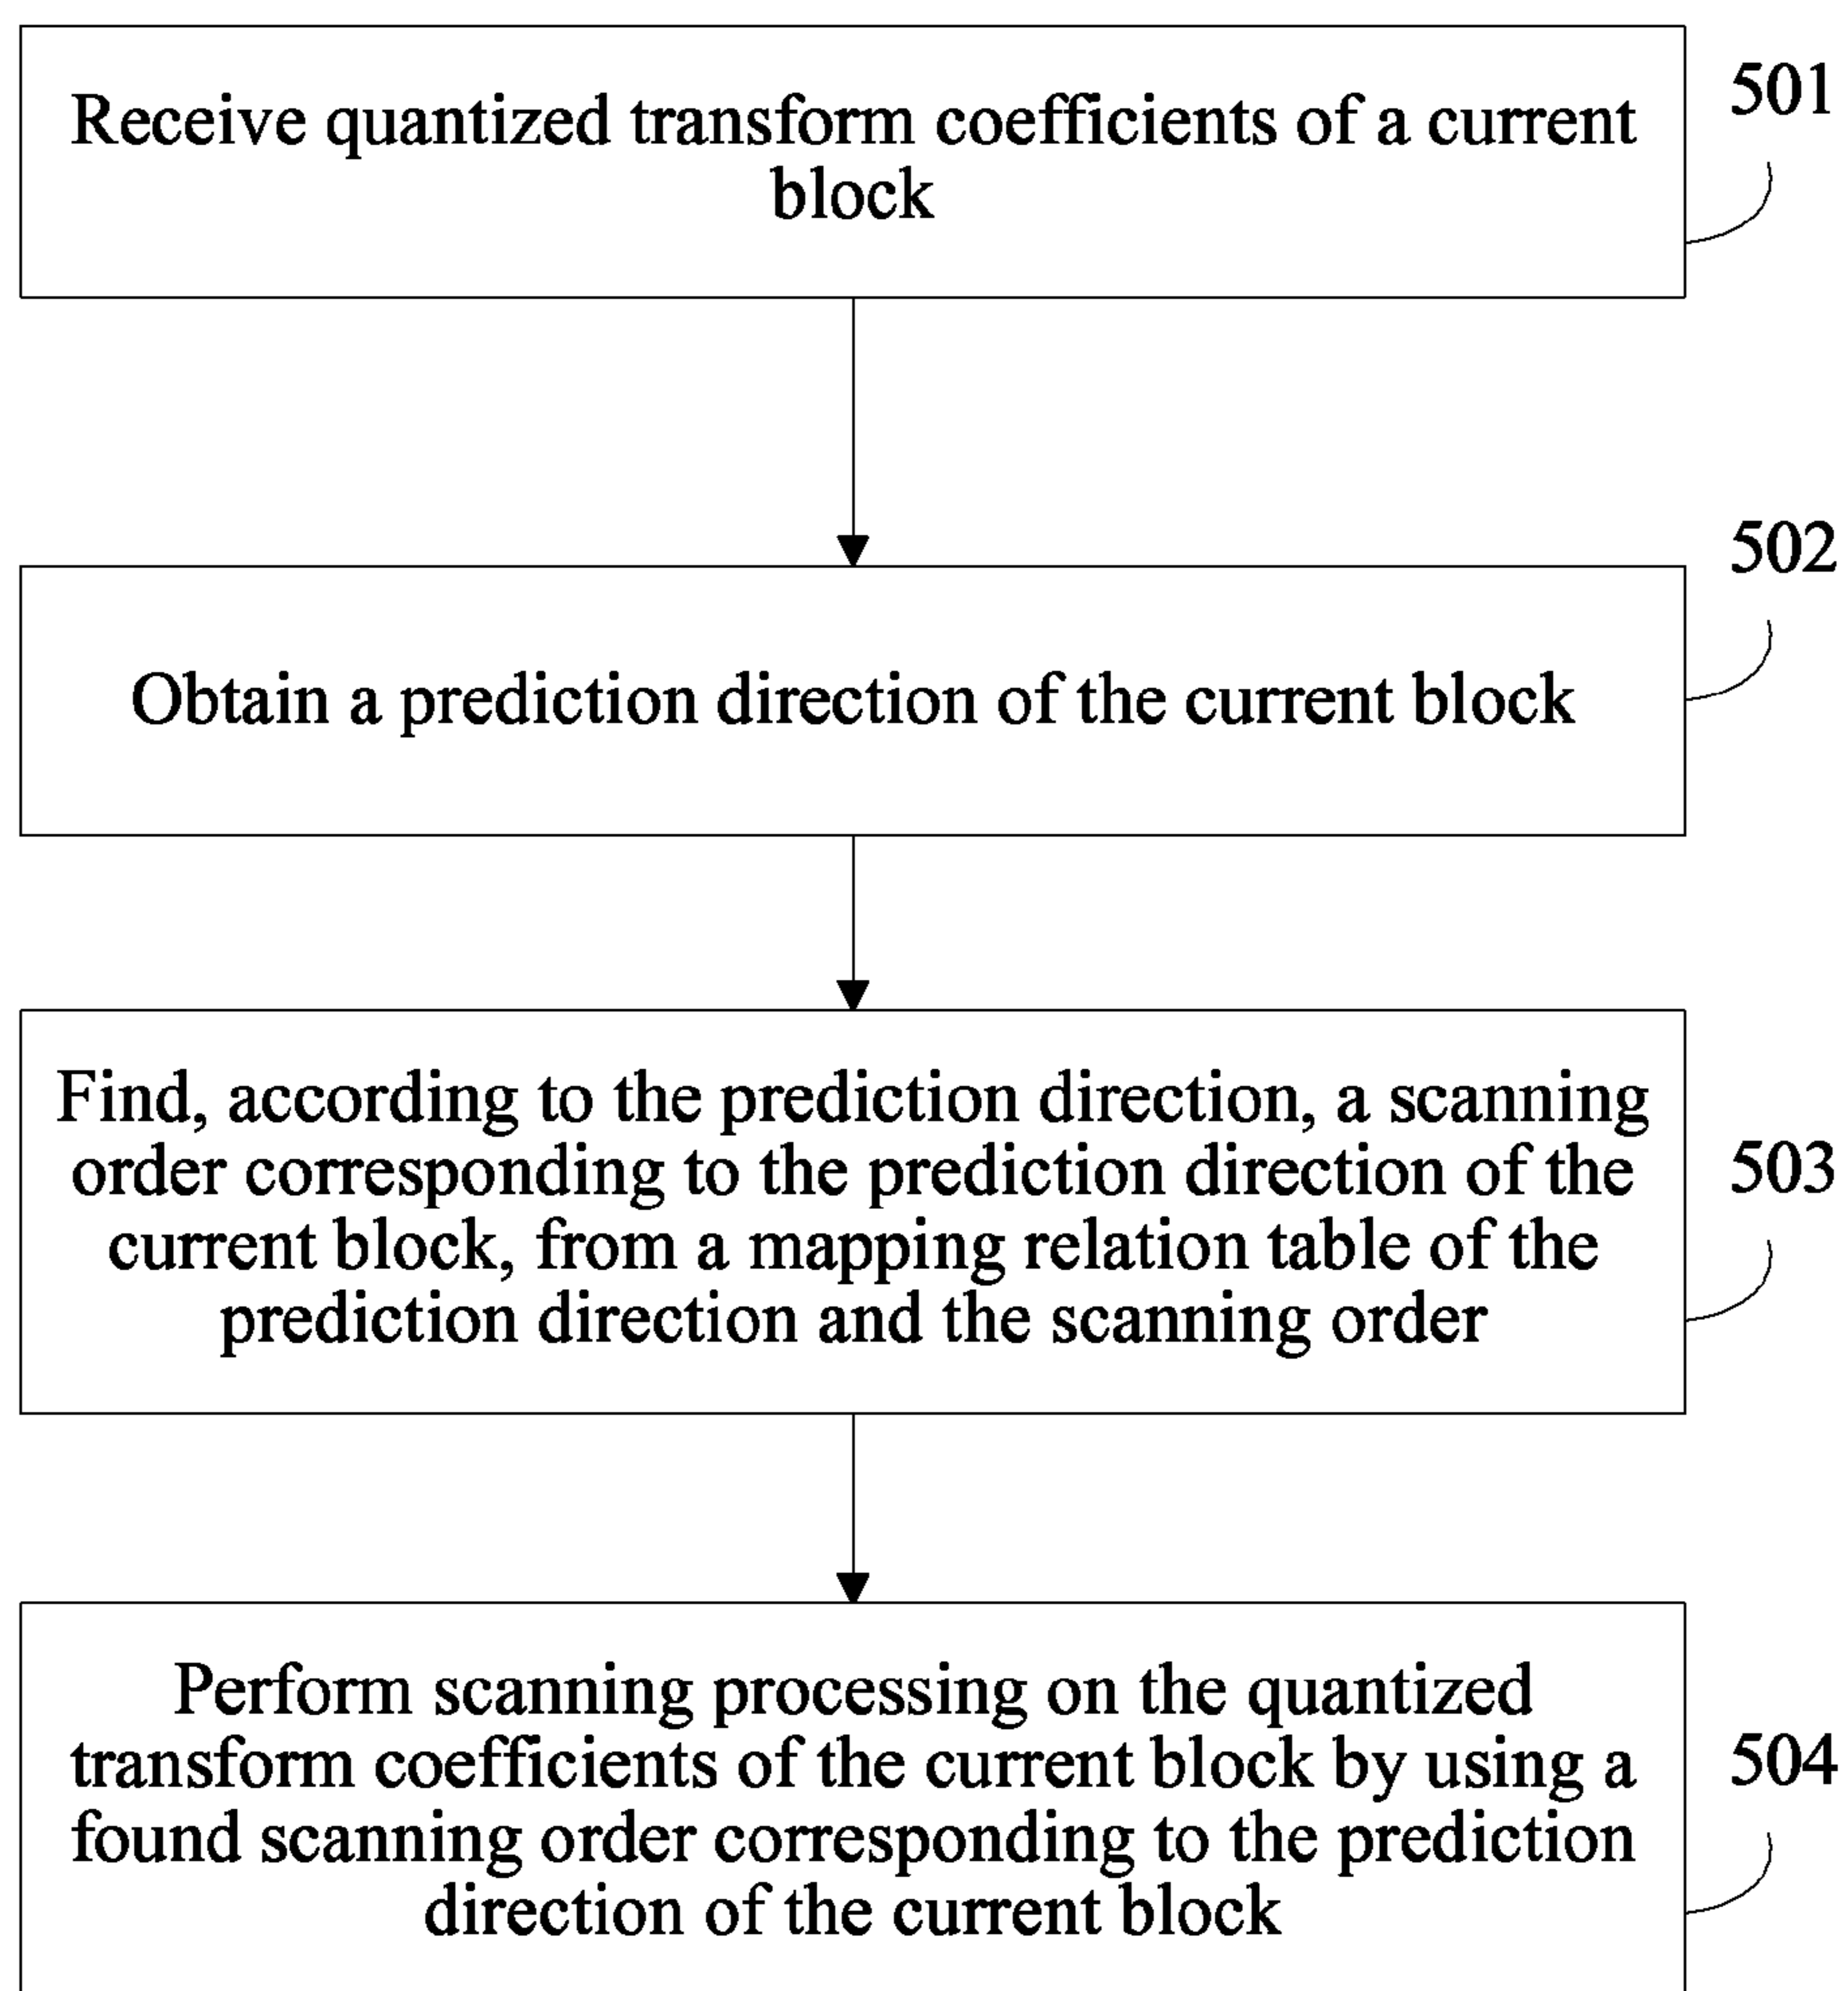 Receive quantized transform coefficients of a current
block
501
Obtain a prediction direction of the current block
502
Find, according to the prediction direction, a scanning
order corresponding to the prediction direction of the
current block, from a mapping relation table of the
prediction direction and the scanning order
503
Perform scanning processing on the quantized
transform coefficients of the current block by using a
found scanning order corresponding to the prediction
direction of the current block
504